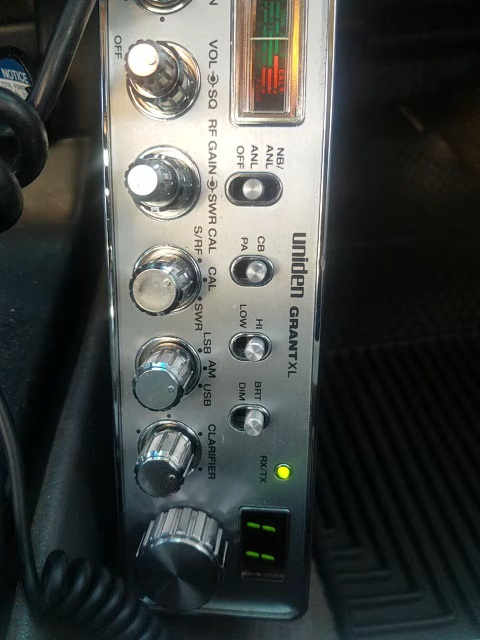 N
OFF
VOL SQ
RF GAIN SWR CAL
NB/
ANL
ANL
OFF
CB
PA
S/RF
CAL
SWR
HI
LOW
uniden GRANT XL
LSB
AM
USB
BRT
DIM
CLARIFIER
RX/TX
11
NOTICE